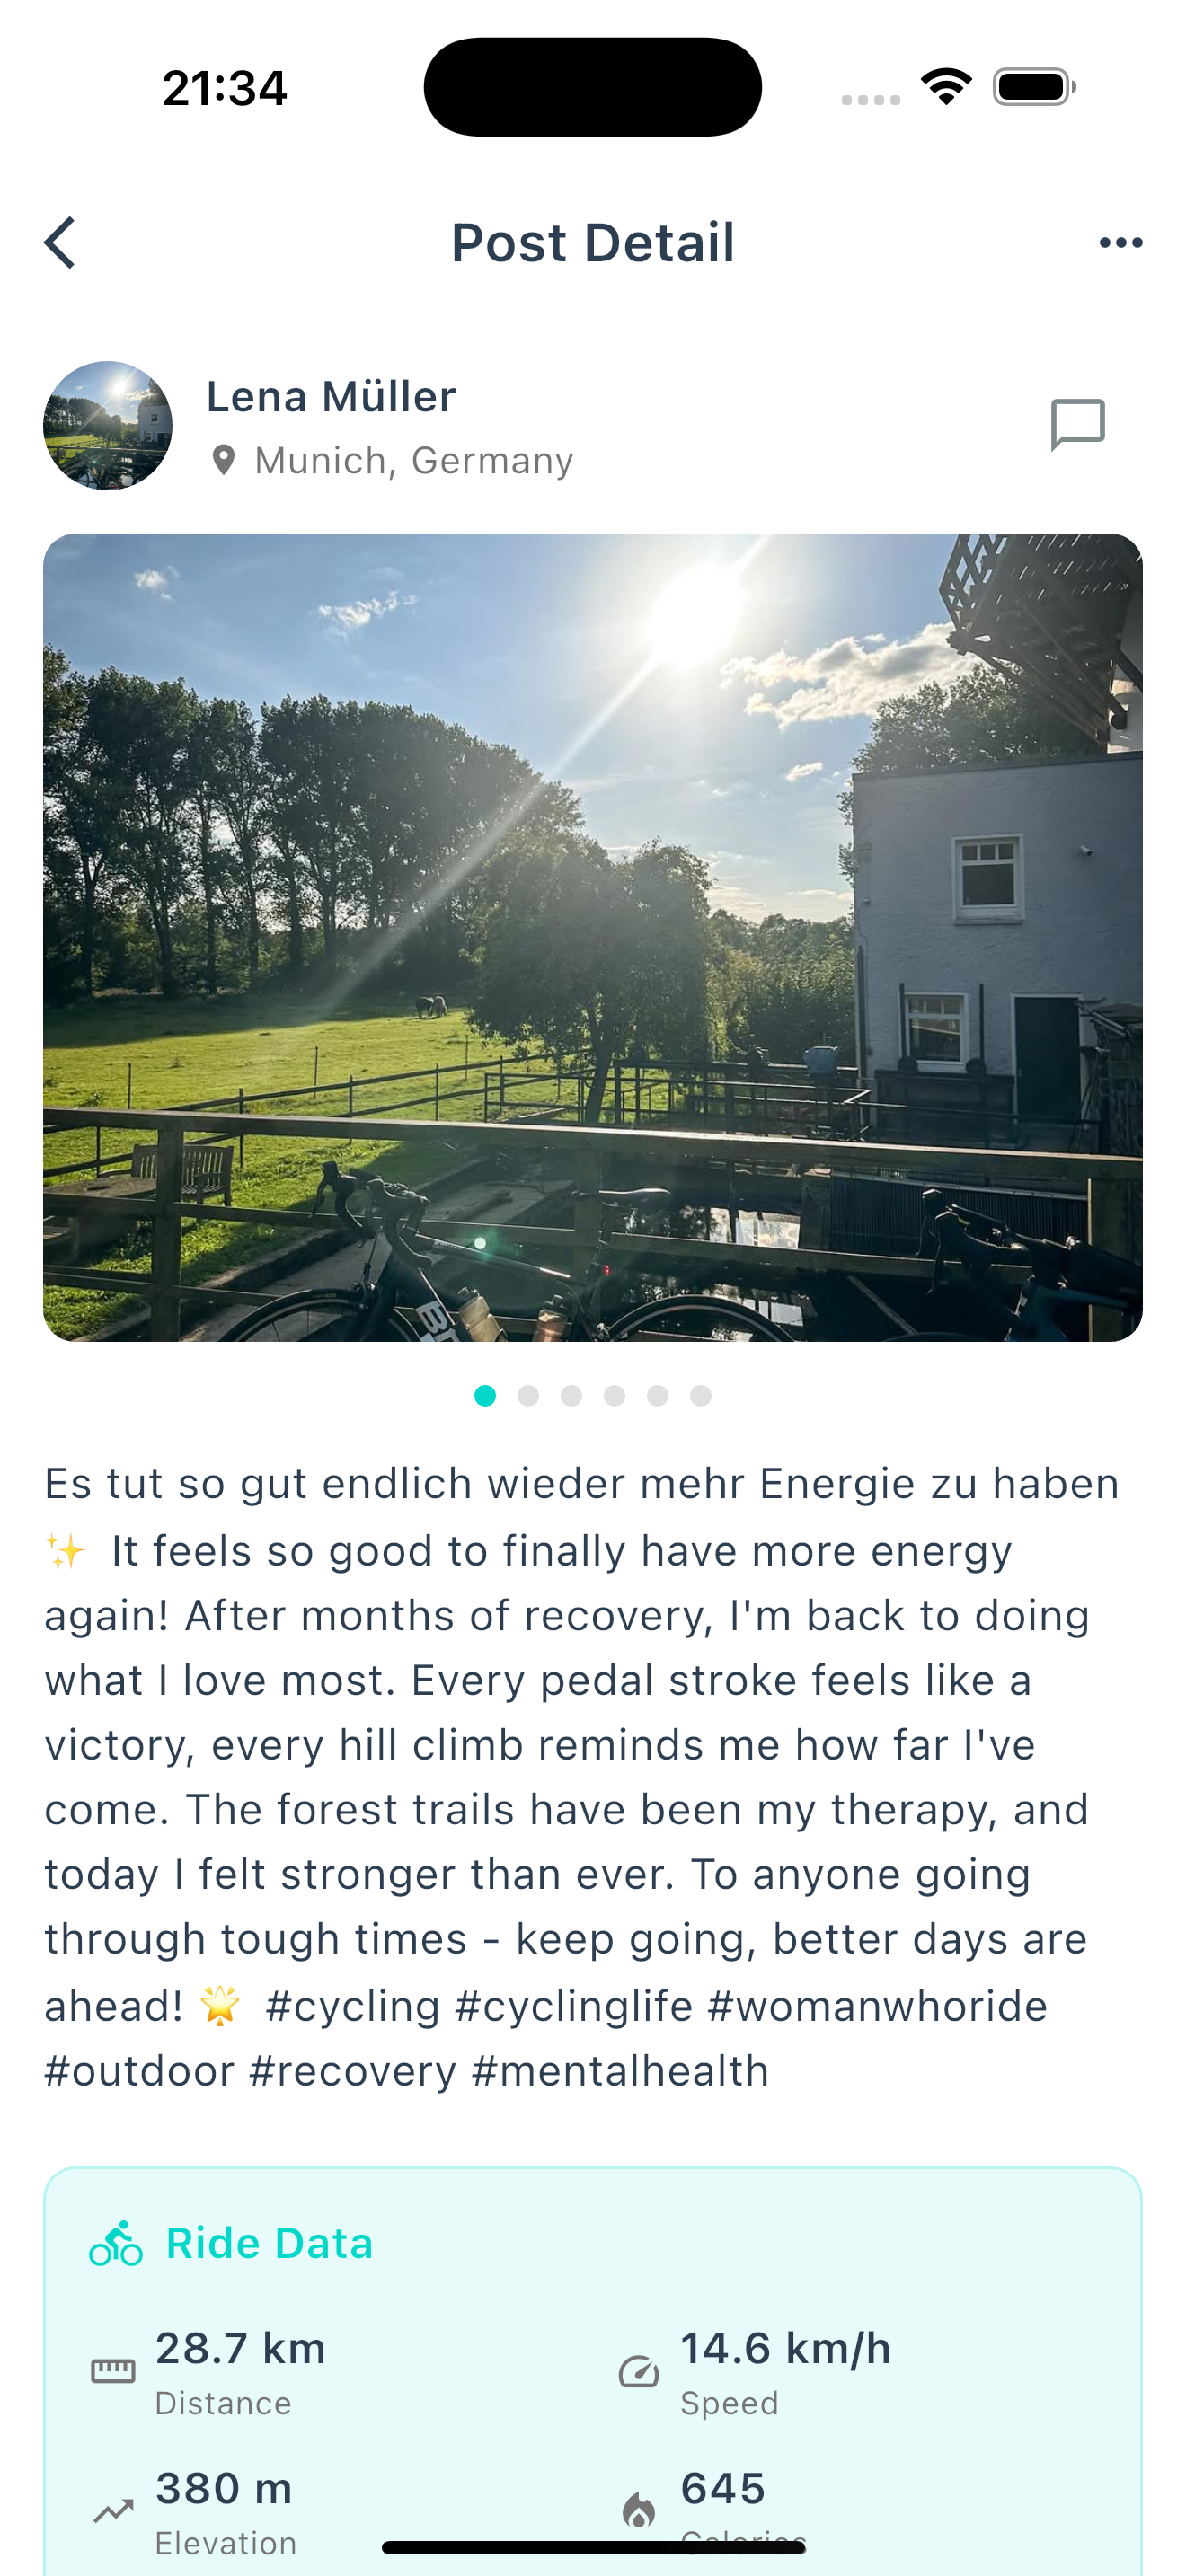 21:34
Post Detail
Lena Müller
Munich, Germany
Es tut so gut endlich wieder mehr Energie zu haben
✨ It feels so good to finally have more energy
again! After months of recovery, I'm back to doing
what I love most. Every pedal stroke feels like a
victory, every hill climb reminds me how far I've
come. The forest trails have been my therapy, and
today I felt stronger than ever. To anyone going
through tough times - keep going, better days are
ahead! 🌟 #cycling #cyclinglife #womanwhoride
#outdoor #recovery #mentalhealth
Ride Data
28.7 km
Distance
14.6 km/h
Speed
380 m
Elevation
645
Calories